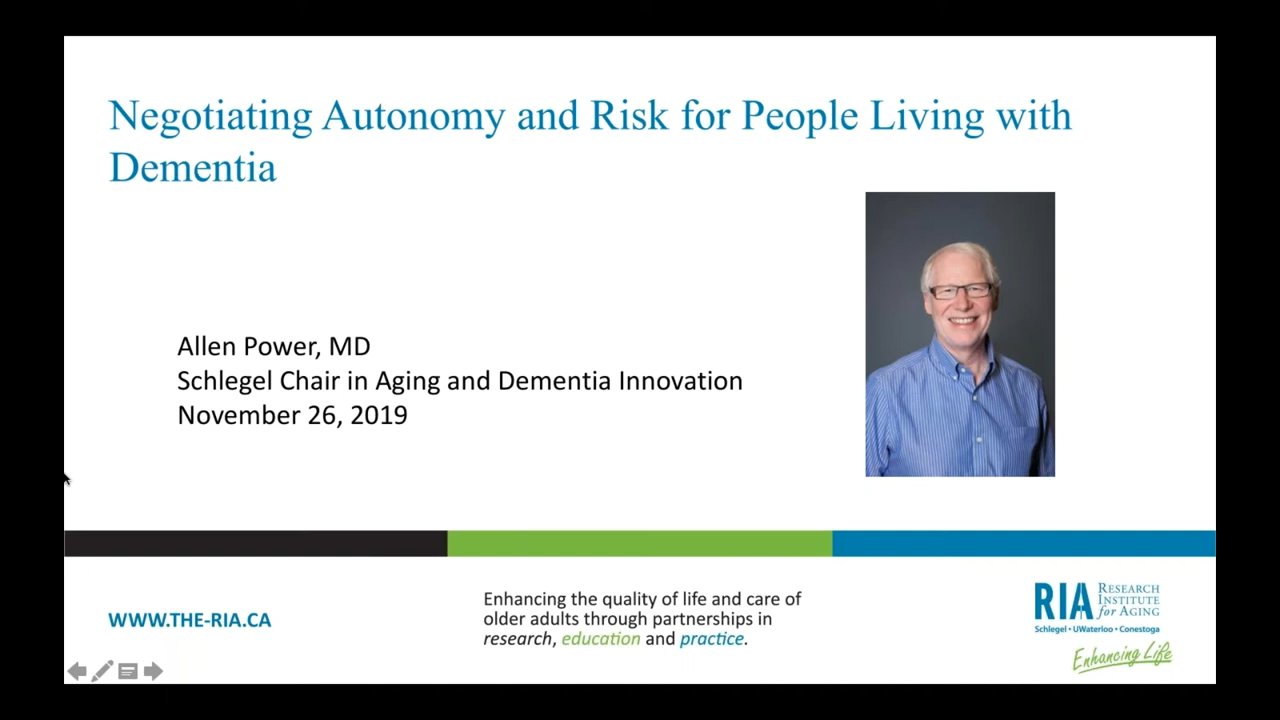 Negotiating Autonomy and Risk for People Living with
Dementia
Allen Power, MD
Schlegel Chair in Aging and Dementia Innovation
November 26, 2019
WWW.THE-RIA.CA
Enhancing the quality of life and care of
older adults through partnerships in
research, education and practice.
RIA RESEARCH
INSTITUTE
for AGING
Schlegel • UWaterloo • Conestoga
Enhancing Life